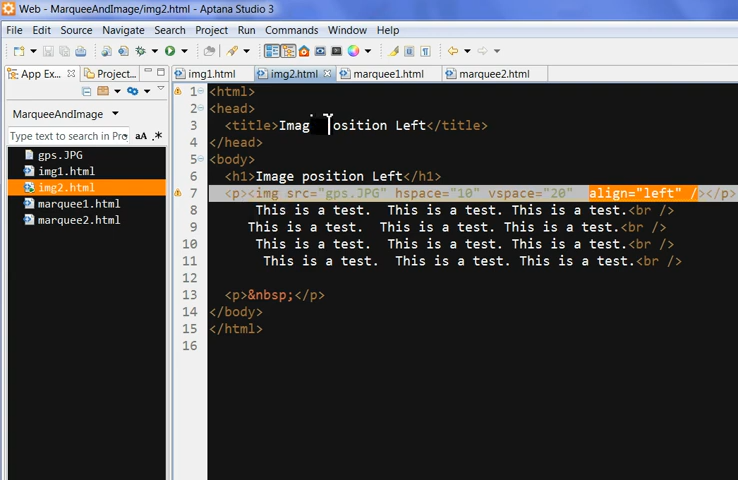 Web - MarqueeAndImage/img2.html - Aptana Studio 3
File Edit Source Navigate Search Project Run Commands Window Help
App Ex... Project...
img1.html img2.html marquee1.html marquee2.html
MarqueeAndImage
Type text to search in Pro aA .*
gps.JPG
img1.html
img2.html
marquee1.html
marquee2.html
1 <html>
2 <head>
3 <title>Imag position Left</title>
4 </head>
5 <body>
6 <h1>Image position Left</h1>
7 <p><img src="gps.JPG" hspace="10" vspace="20" align="left" /></p>
8 This is a test. This is a test. This is a test.<br />
9 This is a test. This is a test. This is a test.<br />
10 This is a test. This is a test. This is a test.<br />
11 This is a test. This is a test. This is a test.<br />
12
13 <p>&nbsp;</p>
14 </body>
15 </html>
16